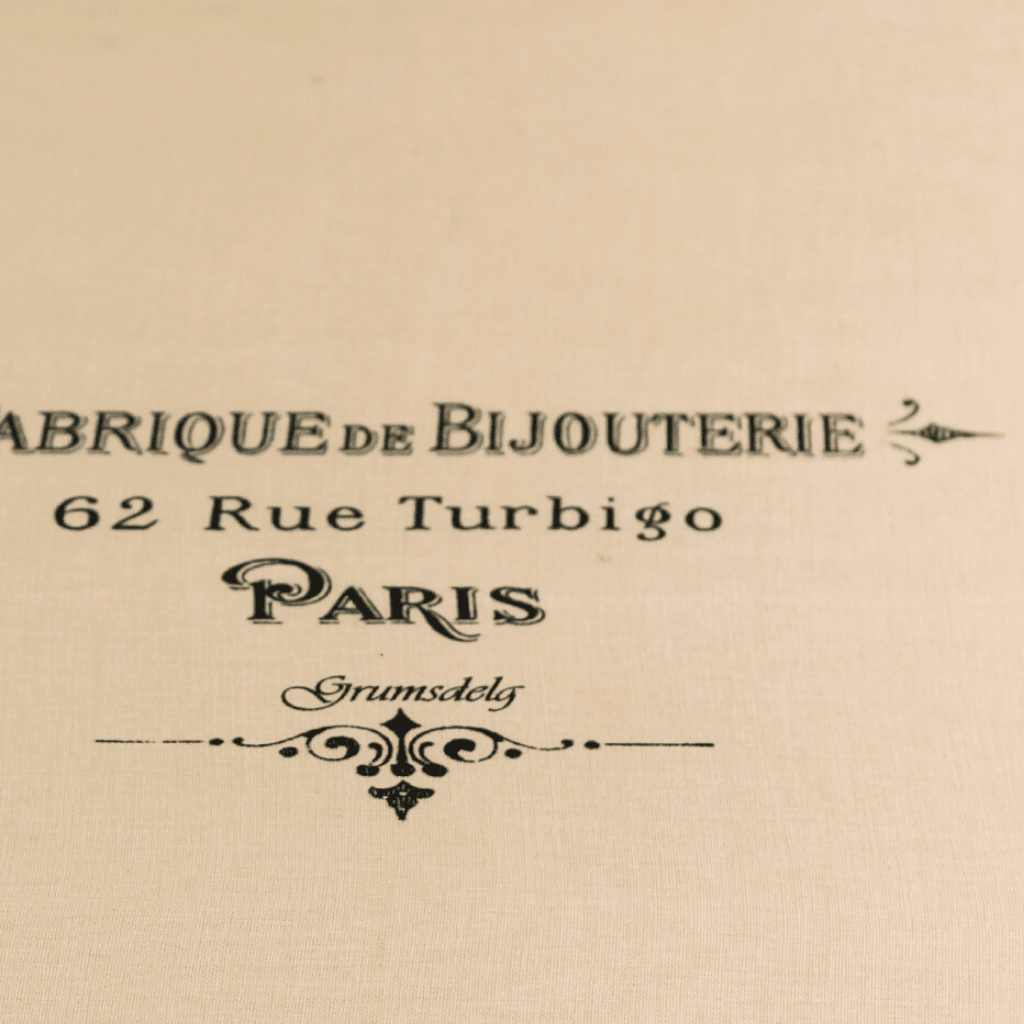 ABRIQUE DE BIJOUTERIE
62 Rue Turbigo
PARIS
Grumsdelg